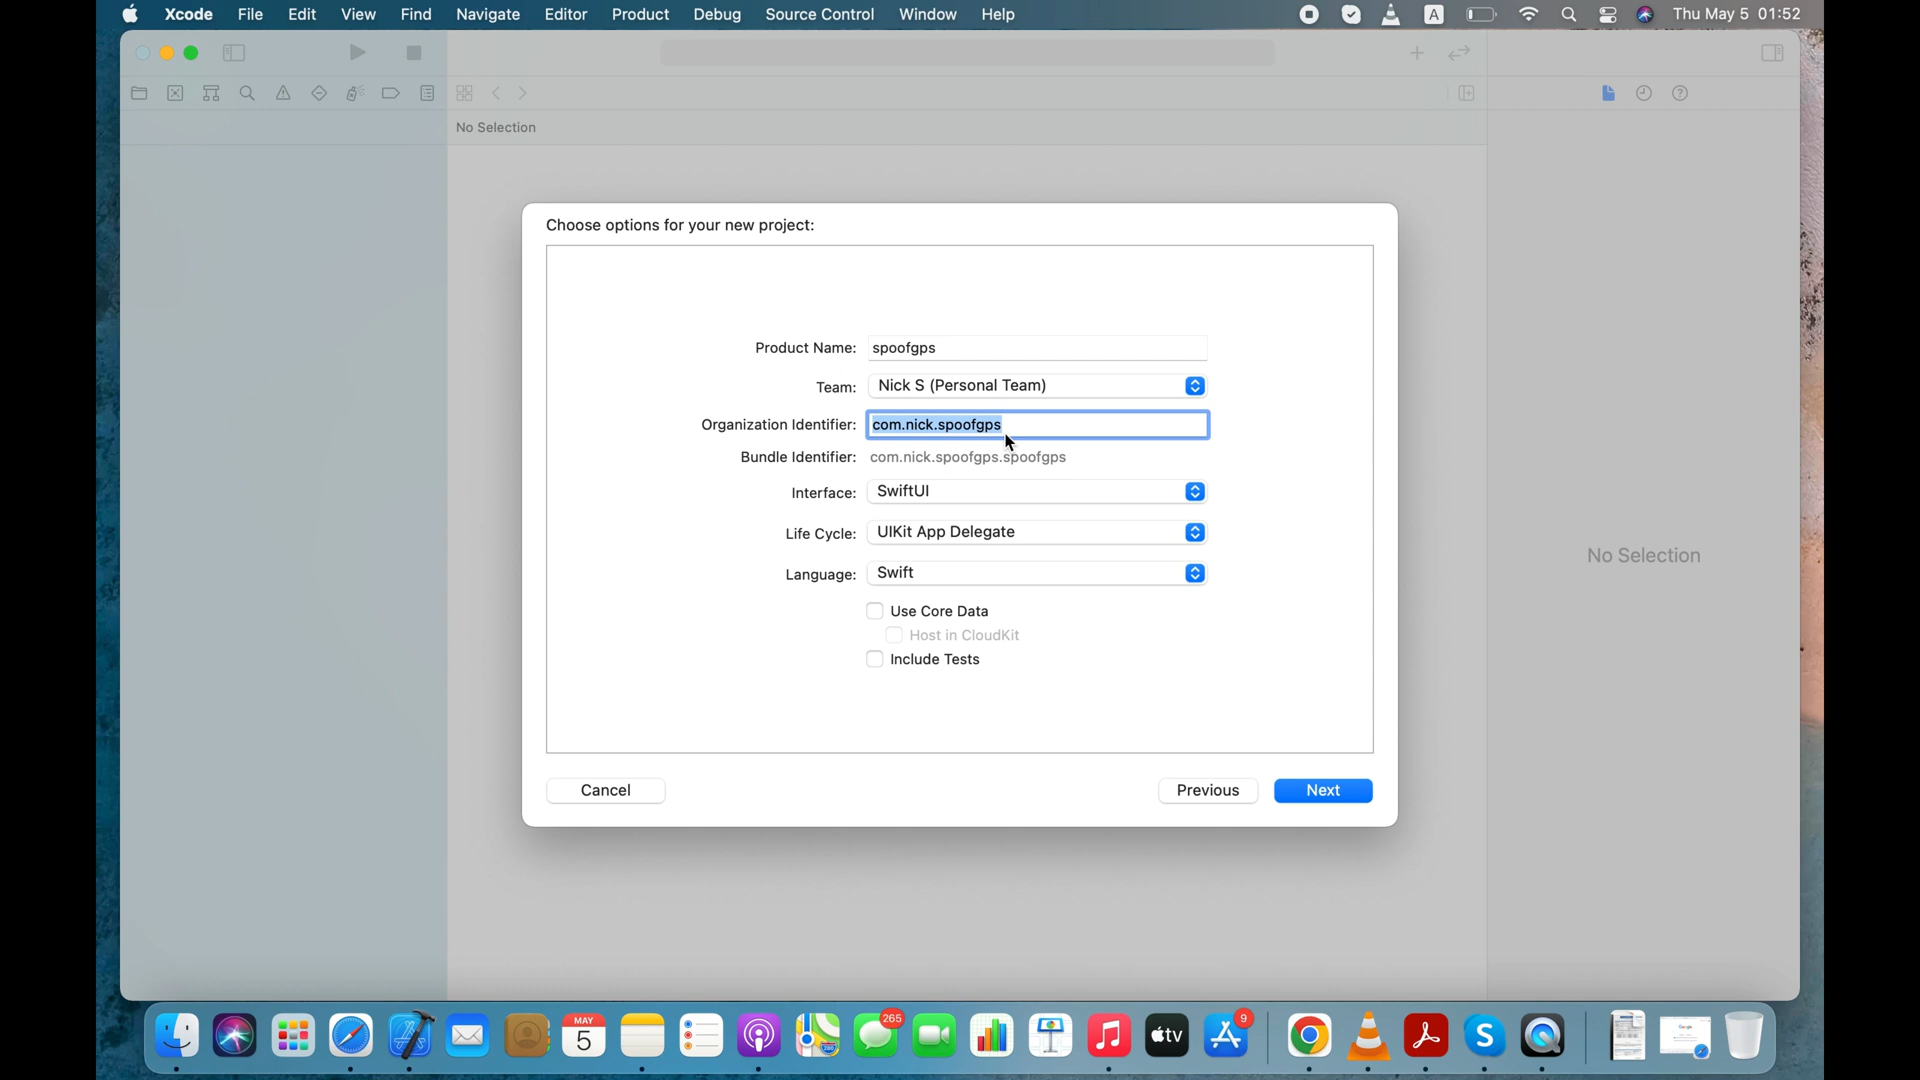 Xcode File Edit View Find Navigate Editor Product Debug Source Control Window Help A Thu May 5 01:52
No Selection
Choose options for your new project:
Product Name: spoofgps
Team: Nick S (Personal Team)
Organization Identifier: com.nick.spoofgps
Bundle Identifier: com.nick.spoofgps.spoofgps
Interface: SwiftUI
Life Cycle: UIKit App Delegate
Language: Swift
Use Core Data
Host in CloudKit
Include Tests
No Selection
Cancel Previous Next
MAY
5
265
tv
9
S